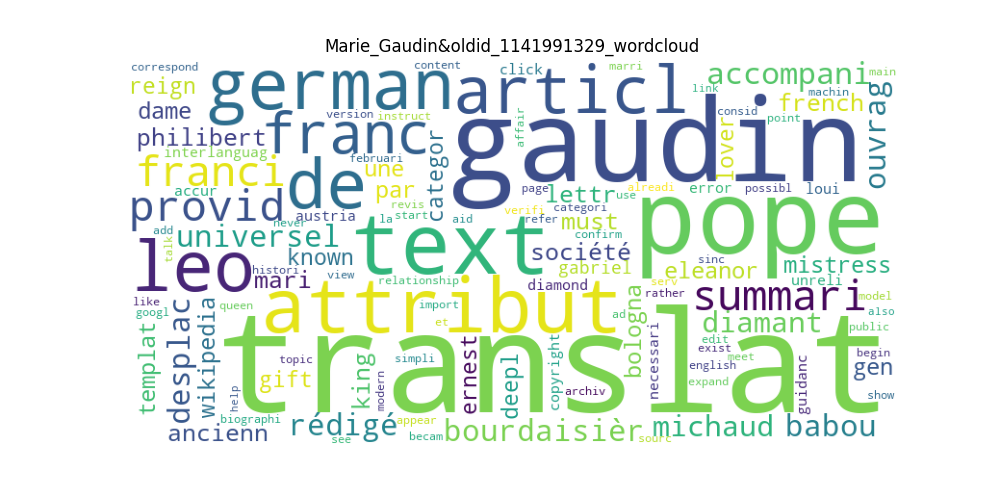 Marie_Gaudin&oldid_1141991329_wordcloud
correspond
content
click
marri
accompani
main
reign
german
articl
link
machin
ouvrag
dame
version
instruct
affair
consid
french
philibert
franc
gaudin
lover
point
interlanguag
februari
categor
franci
de
une
page
lettr
alreadi
error
possibl
loui
accur
par
use
provid
austria
revis
start
la
aid
verifi
categori
refer
must
pope
add
never
universel
text
confirm
talk
leo
known
société
sinc
mistress
histori
view
gabriel
eleanor
mari
relationship
diamond
serv
unreli
like
queen
attribut
import
rather
summari
model
googl
desplac
wikipedia
et
ad
bologna
diamant
also
public
templat
translat
edit
topic
king
simpli
ernest
deepl
copyright
necessari
exist
meet
begin
gift
modern
english
guidanc
gen
help
archiv
expand
show
biographi
rédigé
appear
bourdaisièr
michaud
babou
ancienn
see
becam
sourc